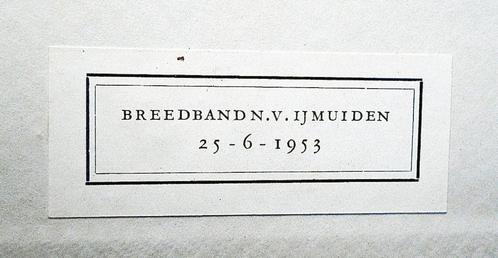 BREEDBAND N.V. IJMUIDEN
25-6-1953